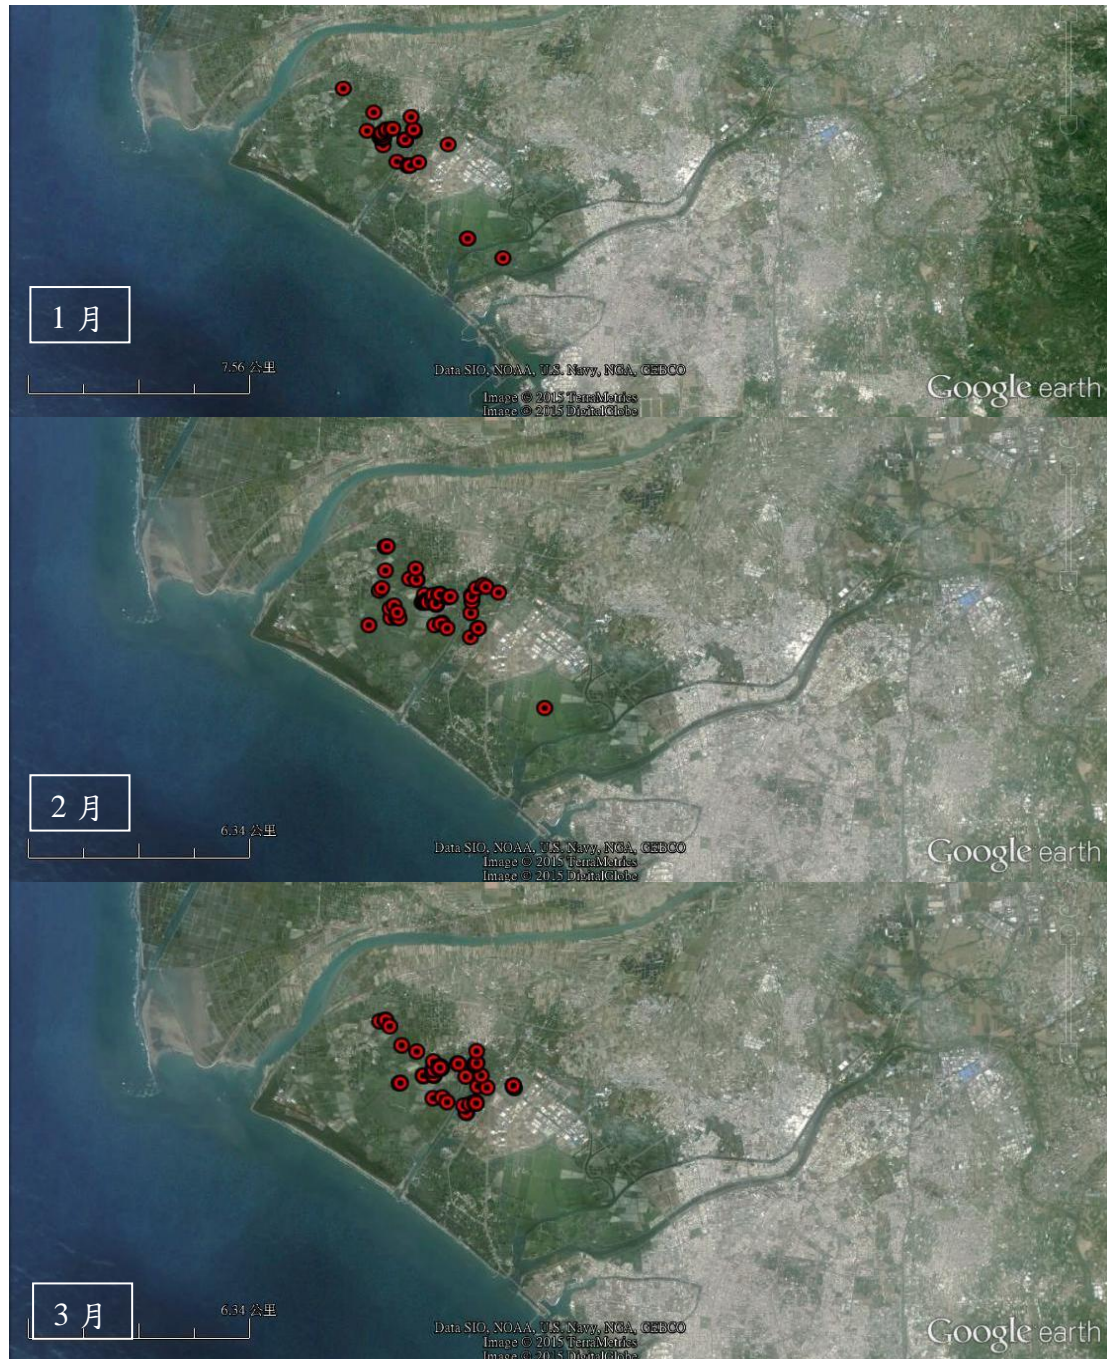 1 月
7.56 公里
Data SIO, NOAA, U.S. Navy, NGA, GEBCO
Image © 2015 TerraMetrics
Image © 2015 DigitalGlobe
Google earth
2 月
6.34 公里
Data SIO, NOAA, U.S. Navy, NGA, GEBCO
Image © 2015 TerraMetrics
Image © 2015 DigitalGlobe
Google earth
3 月
6.34 公里
Data SIO, NOAA, U.S. Navy, NGA, GEBCO
Image © 2015 TerraMetrics
Image © 2015 DigitalGlobe
Google earth